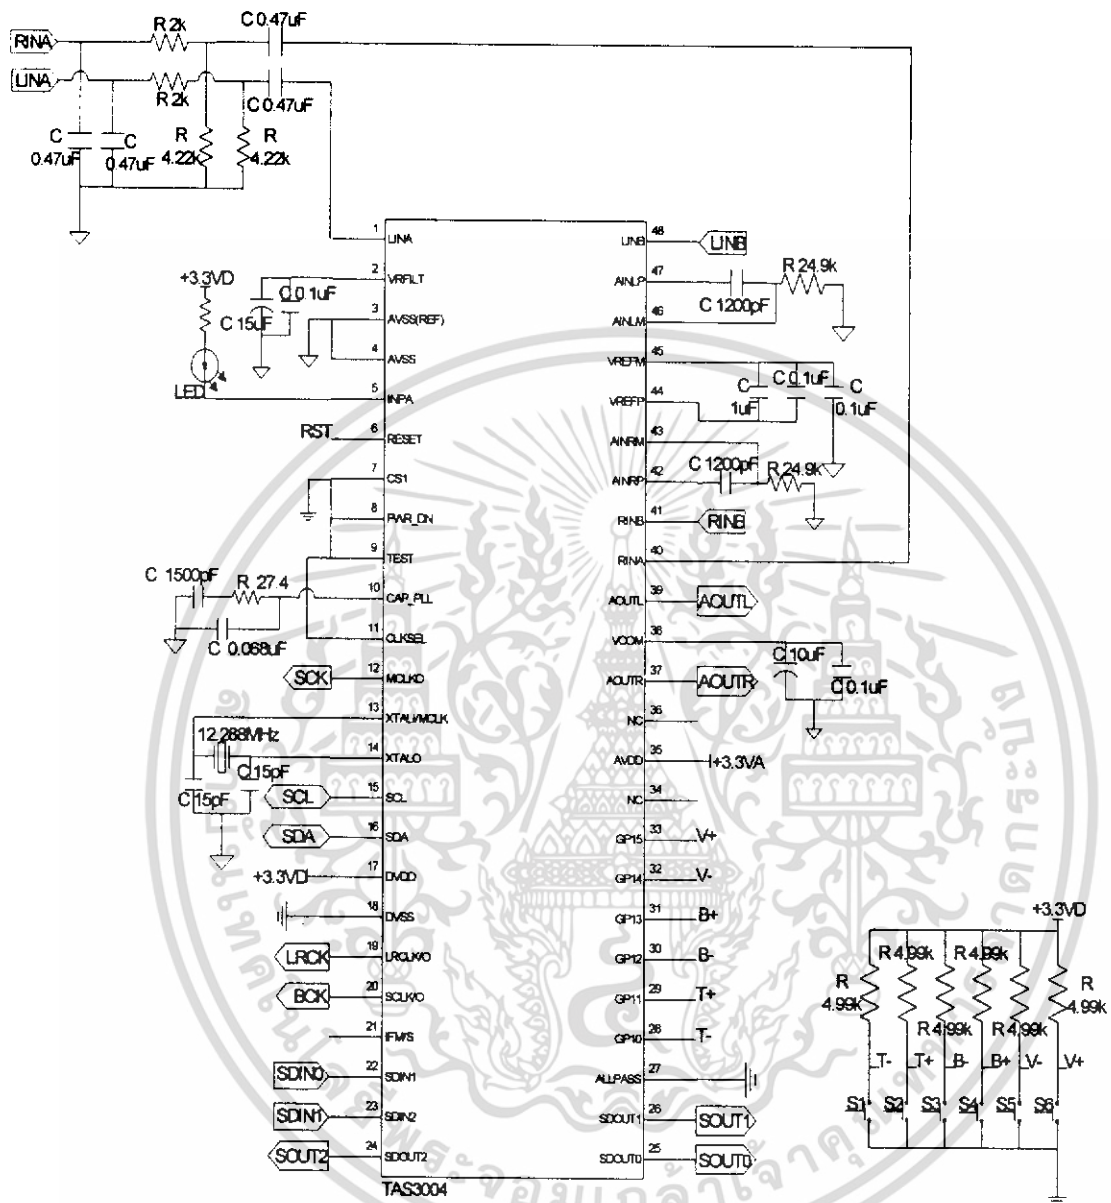 RINA
R 2k
C 0.47uF
LINA
R 2k
C 0.47uF
C
0.47uF
C
0.47uF
R
4.22k
R
4.22k
1
LINA
2
VRFILT
3
AVSS(REF)
4
AVSS
5
INPA
6
RESET
7
CS1
8
PWR_DN
9
TEST
10
CAP_PLL
11
CLKSEL
12
MCLKO
13
XTALI/MCLK
14
XTALO
15
SCL
16
SDA
17
DVDD
18
DVSS
19
LRCLK/O
20
SCLK/O
21
IFM/S
22
SDIN1
23
SDIN2
24
SDOUT2
48
LINB
47
AINLP
46
AINLM
45
VREFM
44
VREFP
43
AINRM
42
AINRP
41
RINB
40
RINA
39
AOUTL
38
VCOM
37
AOUTR
36
NC
35
AVDD
34
NC
33
GP15
32
GP14
31
GP13
30
GP12
29
GP11
28
GP10
27
ALLPASS
26
SDOUT1
25
SDOUT0
TAS3004
+3.3VD
LED
C 15uF
C 0.1uF
RST
C 1500pF
R 27.4
C 0.068uF
SCK
12.288MHz
C 15pF
C 15pF
SCL
SDA
+3.3VD
LRCK
BCK
SDIN0
SDIN1
SOUT2
LINB
C 1200pF
R 24.9k
C
1uF
C 0.1uF
C
0.1uF
C 1200pF
R 24.9k
RINB
AOUTL
C 10uF
C 0.1uF
AOUTR
+3.3VA
V+
V-
B+
B-
T+
T-
SOUT1
SOUT0
+3.3VD
R
4.99k
R 4.99k
R 4.99k
R 4.99k
R 4.99k
R
4.99k
T-
T+
B-
B+
V-
V+
S1
S2
S3
S4
S5
S6